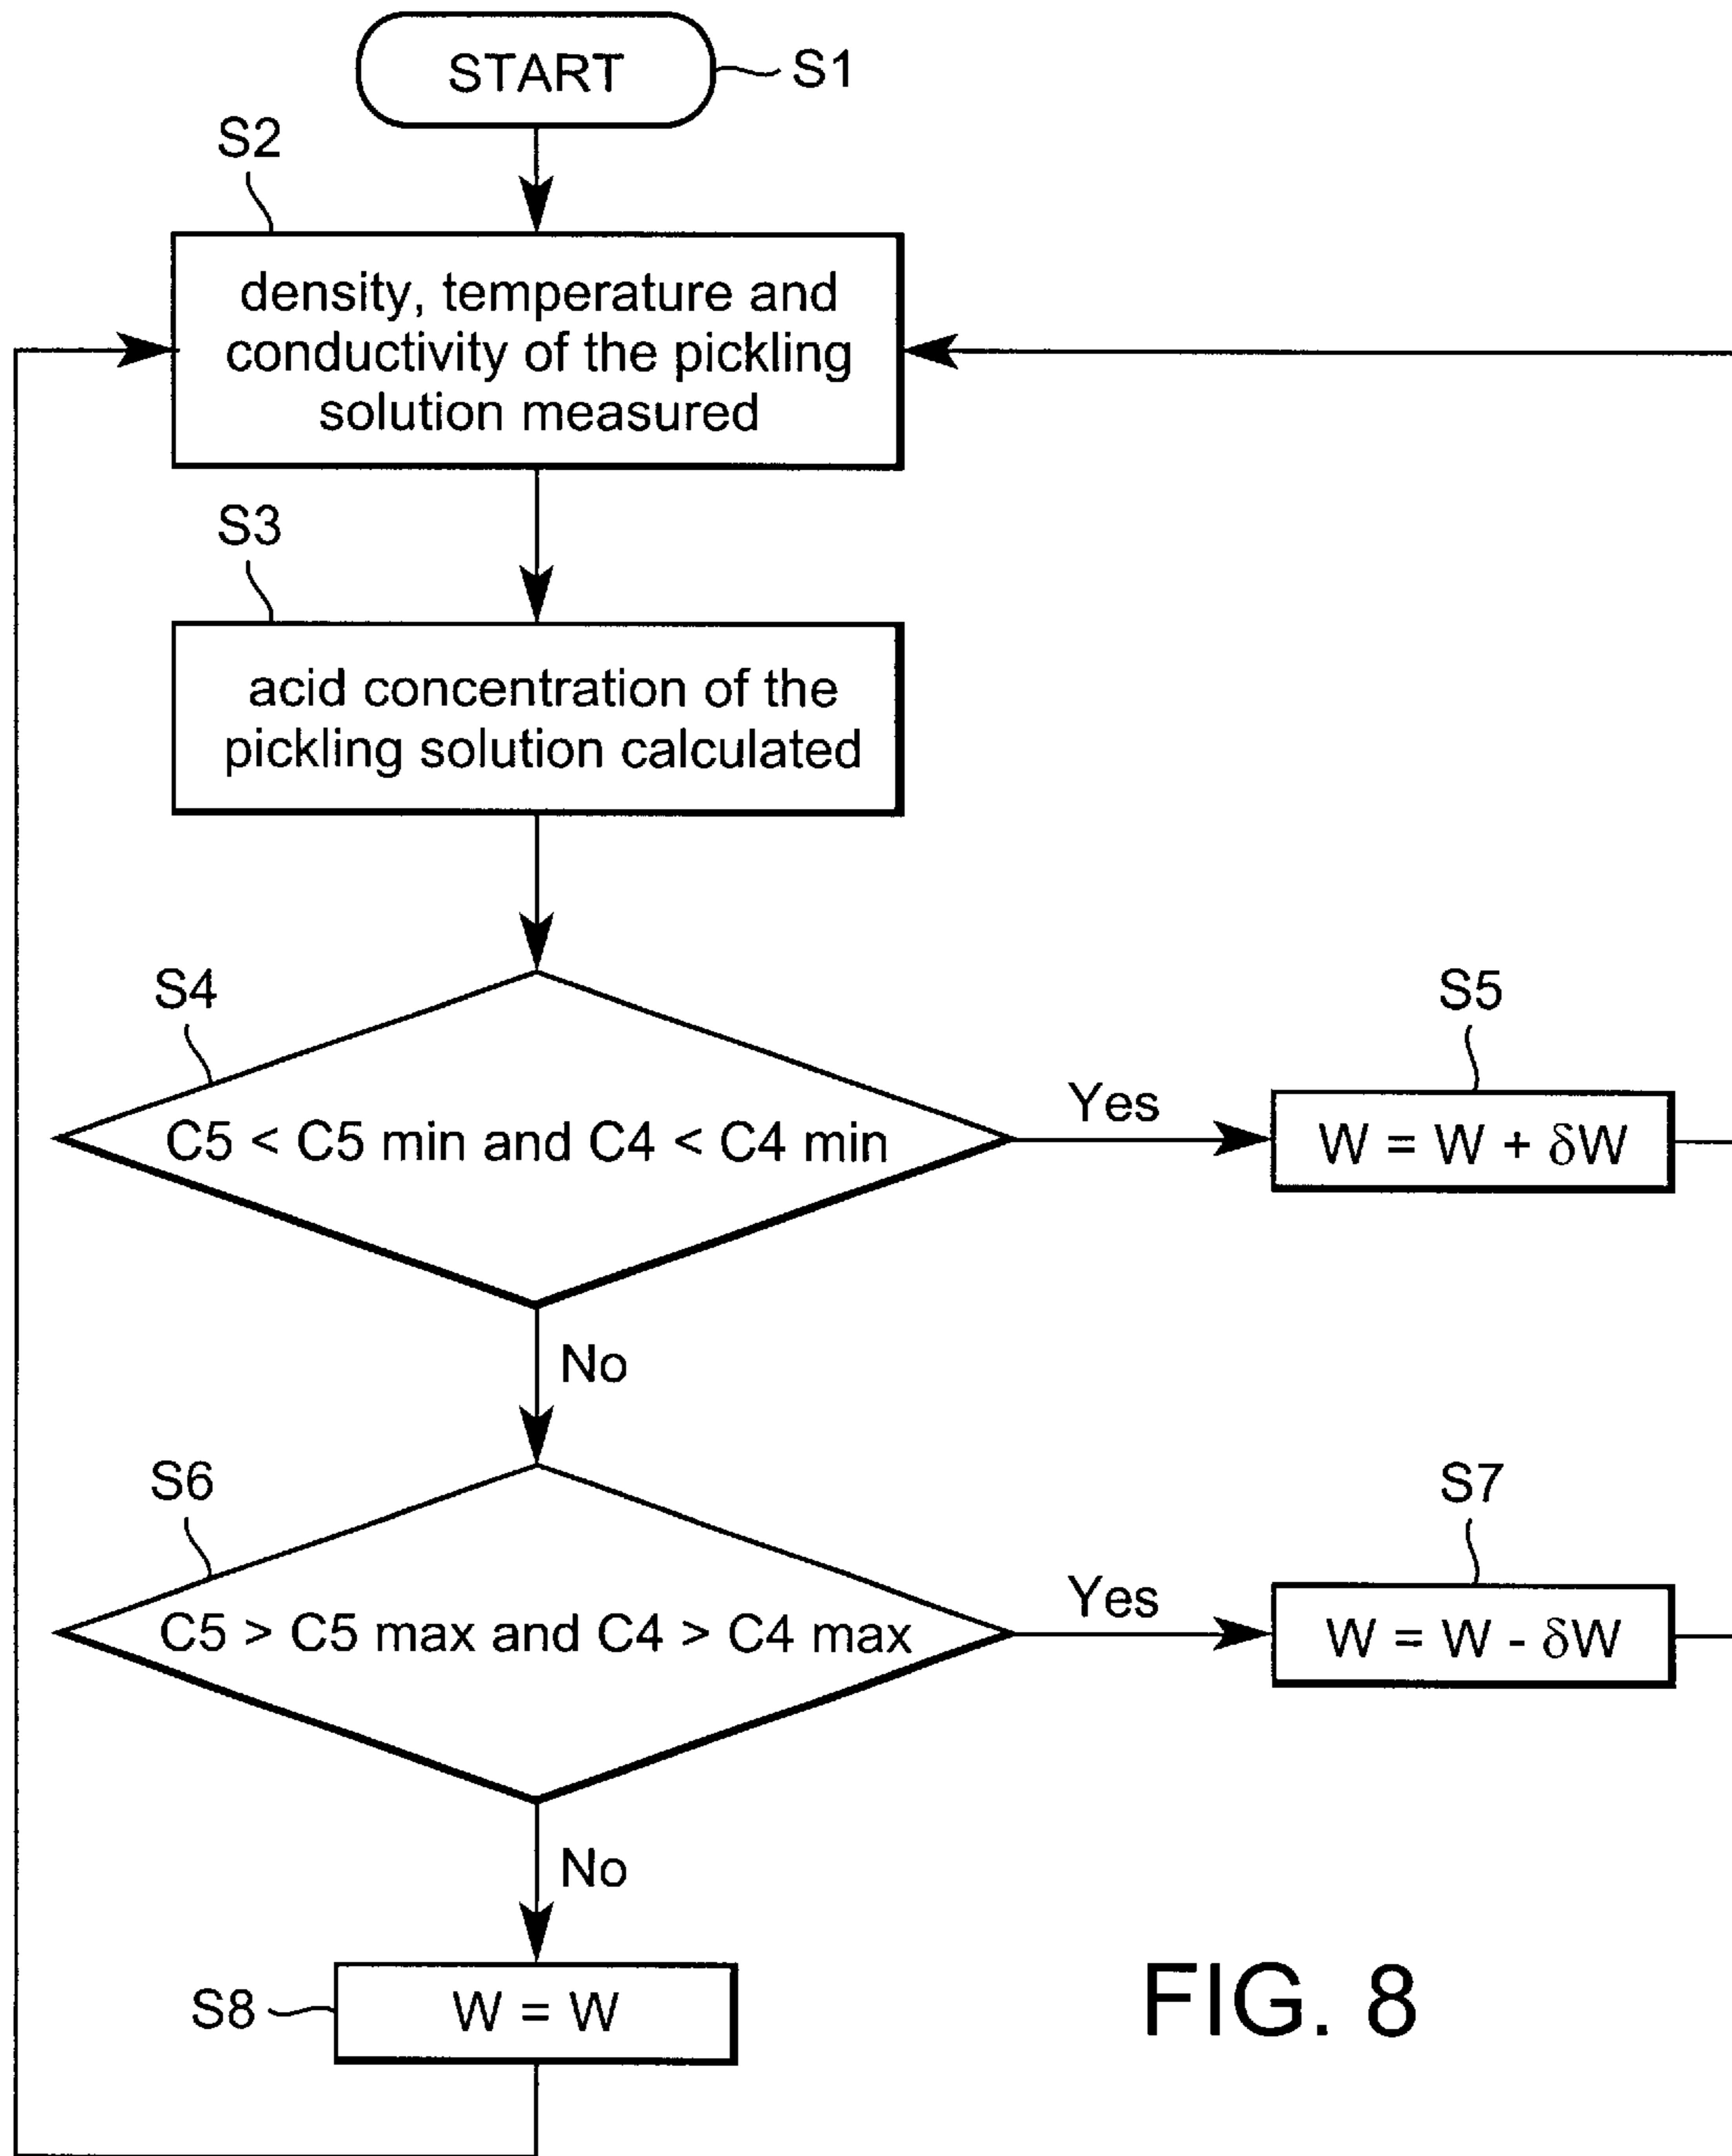 START
S1
S2
density, temperature and
conductivity of the pickling
solution measured
S3
acid concentration of the
pickling solution calculated
S4
C5 < C5 min and C4 < C4 min
Yes
S5
W = W + δW
No
S6
C5 > C5 max and C4 > C4 max
Yes
S7
W = W - δW
No
S8
W = W
FIG. 8